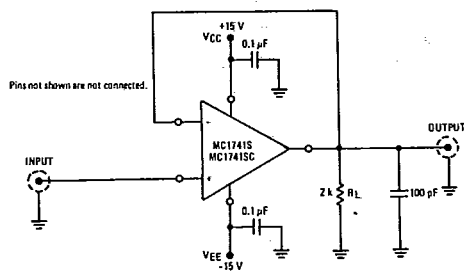 +15 V
VCC
0.1 µF
Pins not shown are not connected.
-
MC1741S
MC1741SC
+
INPUT
OUTPUT
2 k
RL
100 pF
0.1 µF
VEE
-15 V